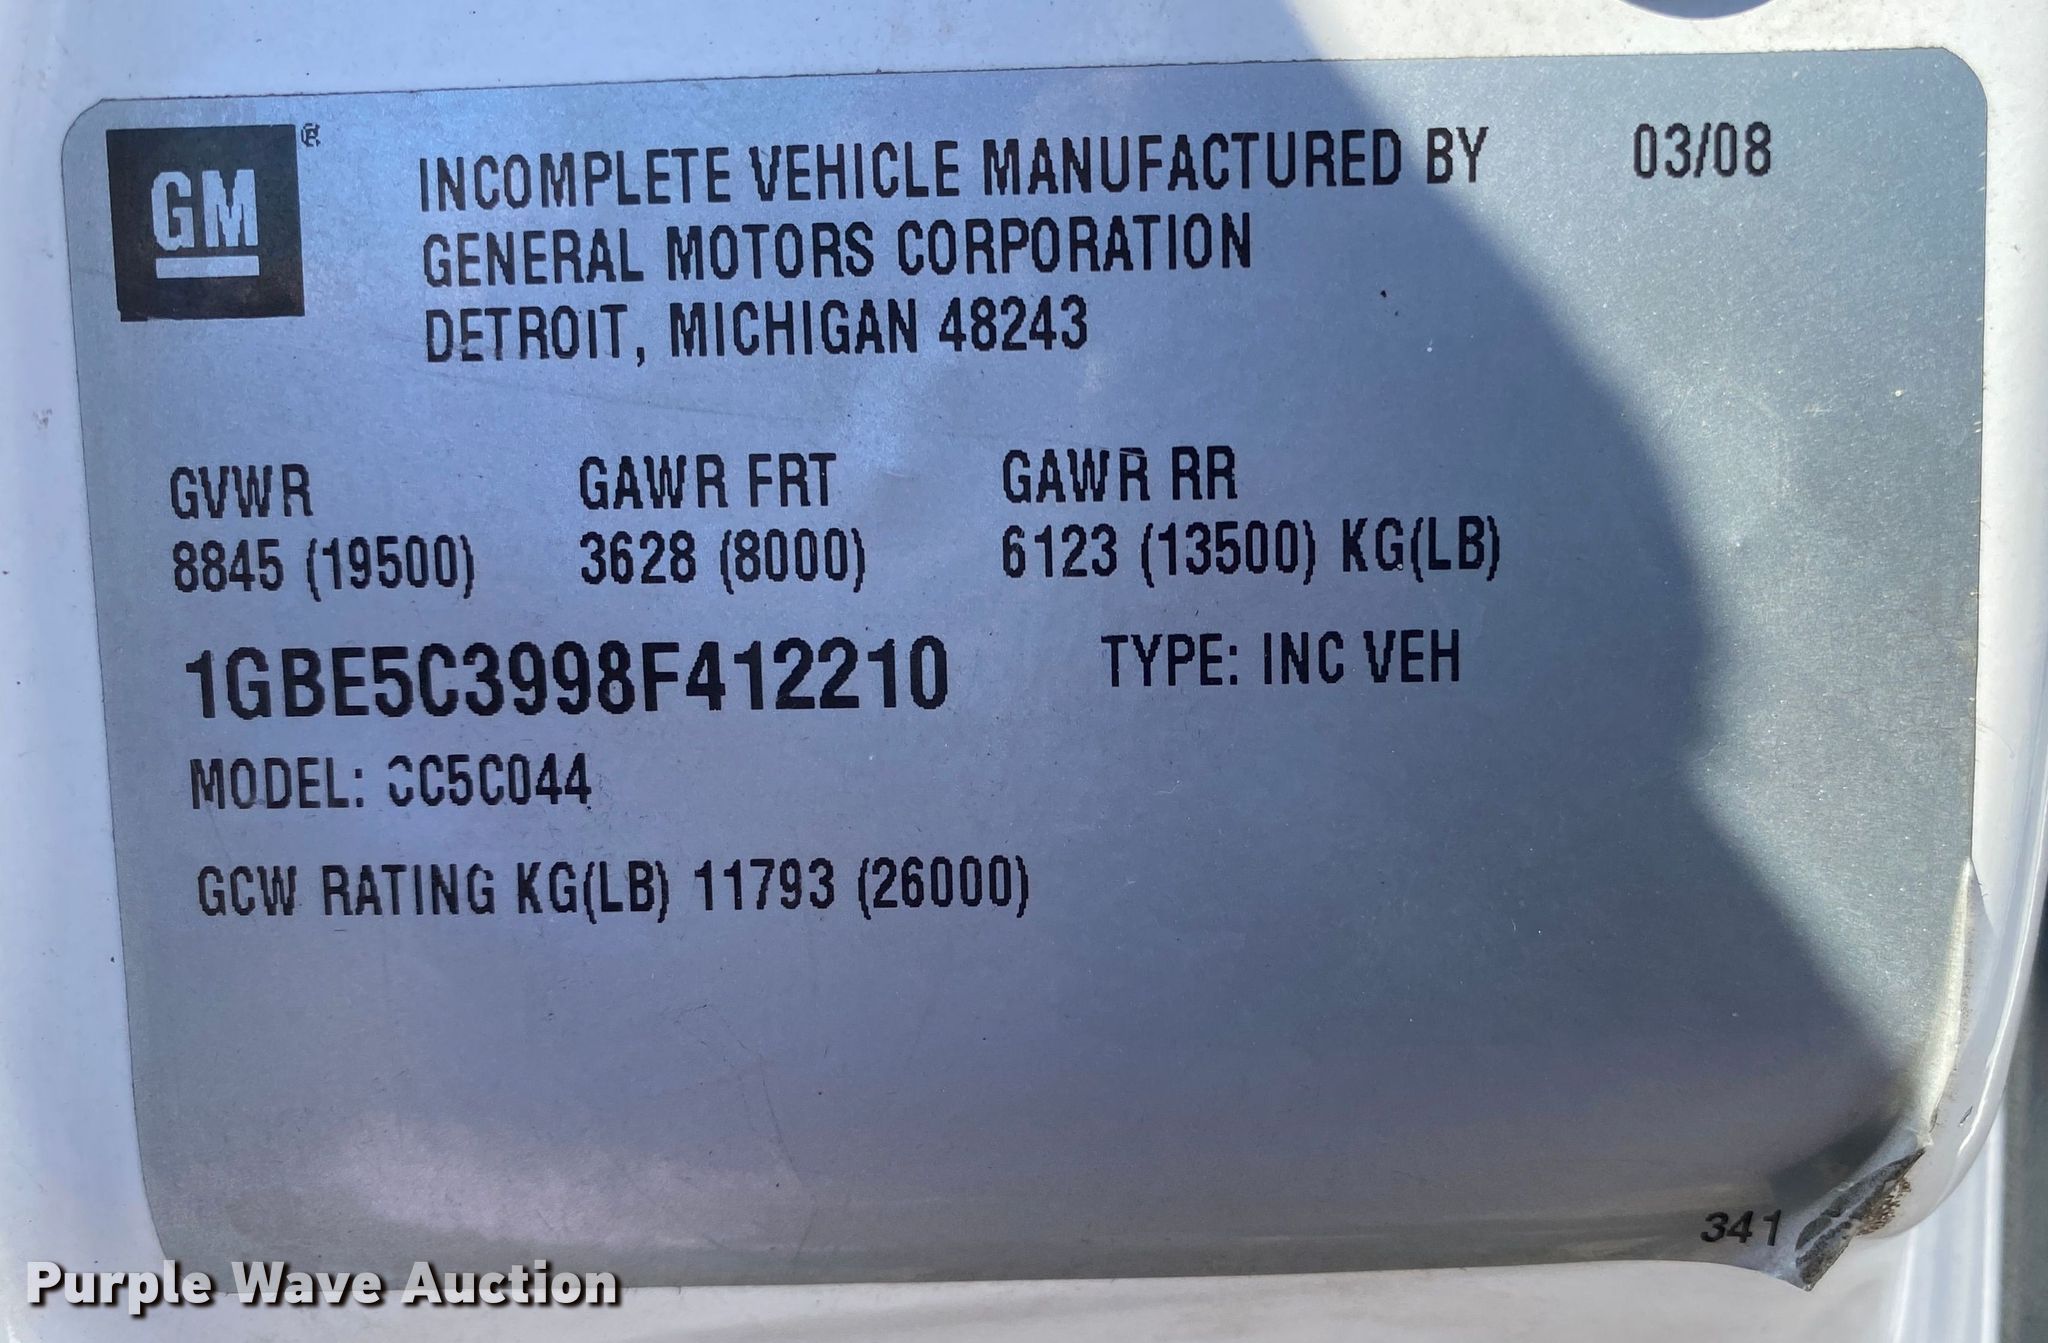 GM®
INCOMPLETE VEHICLE MANUFACTURED BY 03/08
GENERAL MOTORS CORPORATION
DETROIT, MICHIGAN 48243
GVWR GAWR FRT GAWR RR
8845 (19500) 3628 (8000) 6123 (13500) KG(LB)
1GBE5C3998F412210 TYPE: INC VEH
MODEL: CC5C044
GCW RATING KG(LB) 11793 (26000)
341
Purple Wave Auction